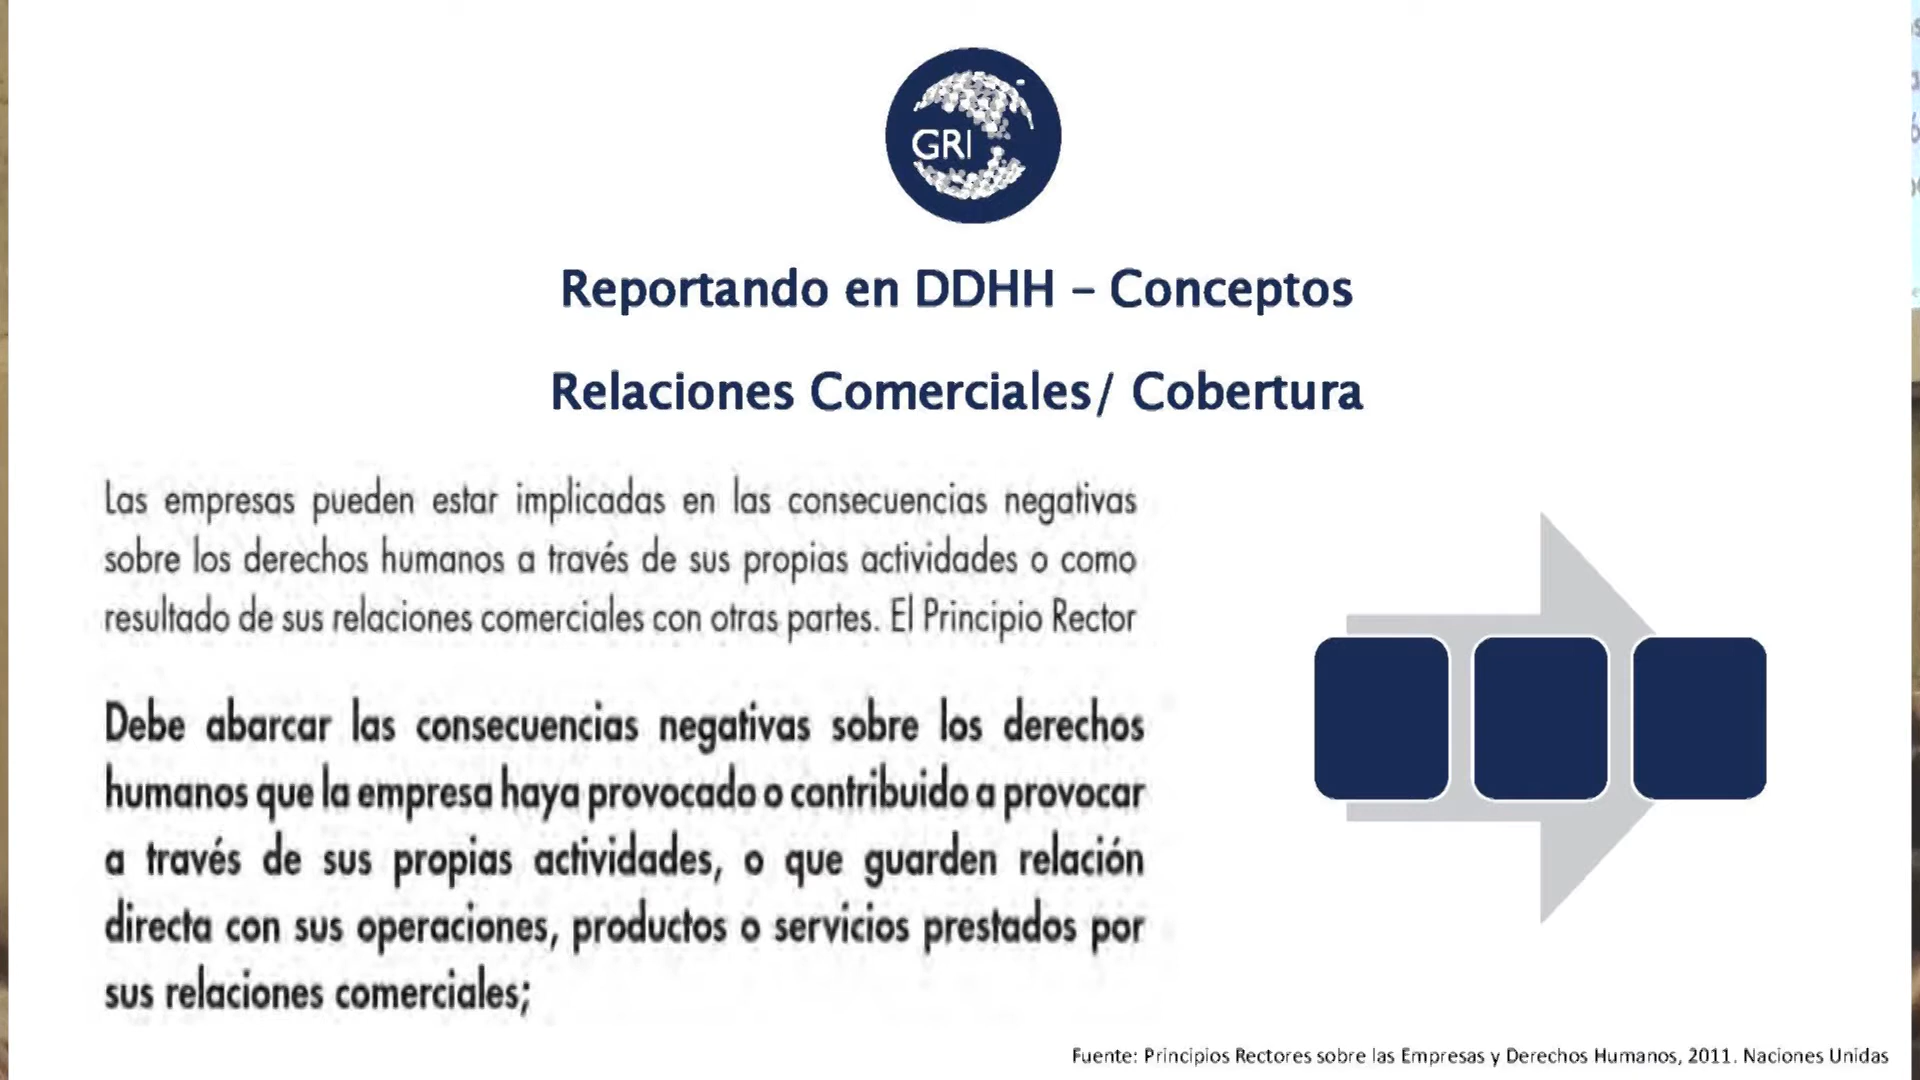 GRI
Reportando en DDHH – Conceptos
Relaciones Comerciales/ Cobertura
Las empresas pueden estar implicadas en las consecuencias negativas
sobre los derechos humanos a través de sus propias actividades o como
resultado de sus relaciones comerciales con otras partes. El Principio Rector
Debe abarcar las consecuencias negativas sobre los derechos
humanos que la empresa haya provocado o contribuido a provocar
a través de sus propias actividades, o que guarden relación
directa con sus operaciones, productos o servicios prestados por
sus relaciones comerciales;
Fuente: Principios Rectores sobre las Empresas y Derechos Humanos, 2011. Naciones Unidas